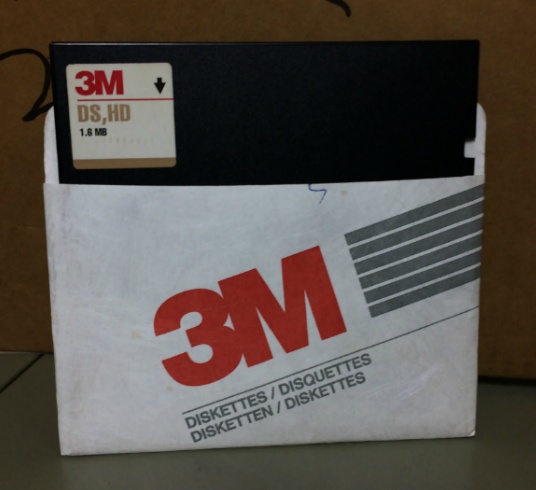 3M
DS,HD
1.6 MB
3M
DISKETTES / DISQUETTES
DISKETTEN / DISKETTES